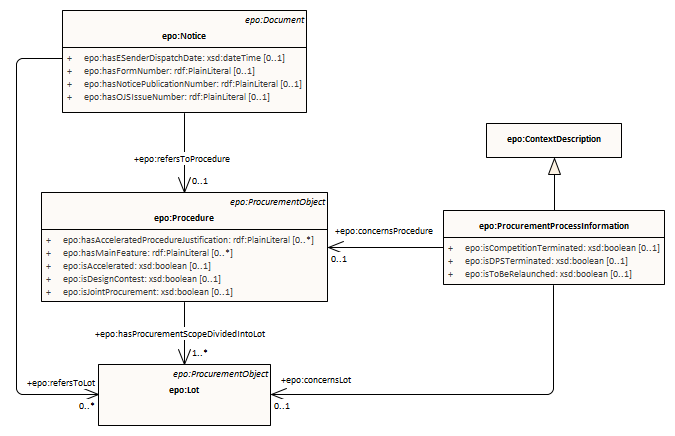 epo:Document
epo:Notice
+ epo:hasESenderDispatchDate: xsd:dateTime [0..1]
+ epo:hasFormNumber: rdf:PlainLiteral [0..1]
+ epo:hasNoticePublicationNumber: rdf:PlainLiteral [0..1]
+ epo:hasOJSIssueNumber: rdf:PlainLiteral [0..1]
+epo:refersToProcedure
0..1
epo:ContextDescription
epo:ProcurementObject
epo:Procedure
+ epo:hasAcceleratedProcedureJustification: rdf:PlainLiteral [0..*]
+ epo:hasMainFeature: rdf:PlainLiteral [0..*]
+ epo:isAccelerated: xsd:boolean [0..1]
+ epo:isDesignContest: xsd:boolean [0..1]
+ epo:isJointProcurement: xsd:boolean [0..1]
+epo:concernsProcedure
0..1
epo:ProcurementProcessInformation
+ epo:isCompetitionTerminated: xsd:boolean [0..1]
+ epo:isDPSTerminated: xsd:boolean [0..1]
+ epo:isToBeRelaunched: xsd:boolean [0..1]
+epo:hasProcurementScopeDividedIntoLot
1..*
epo:ProcurementObject
epo:Lot
+epo:refersToLot
0..*
+epo:concernsLot
0..1